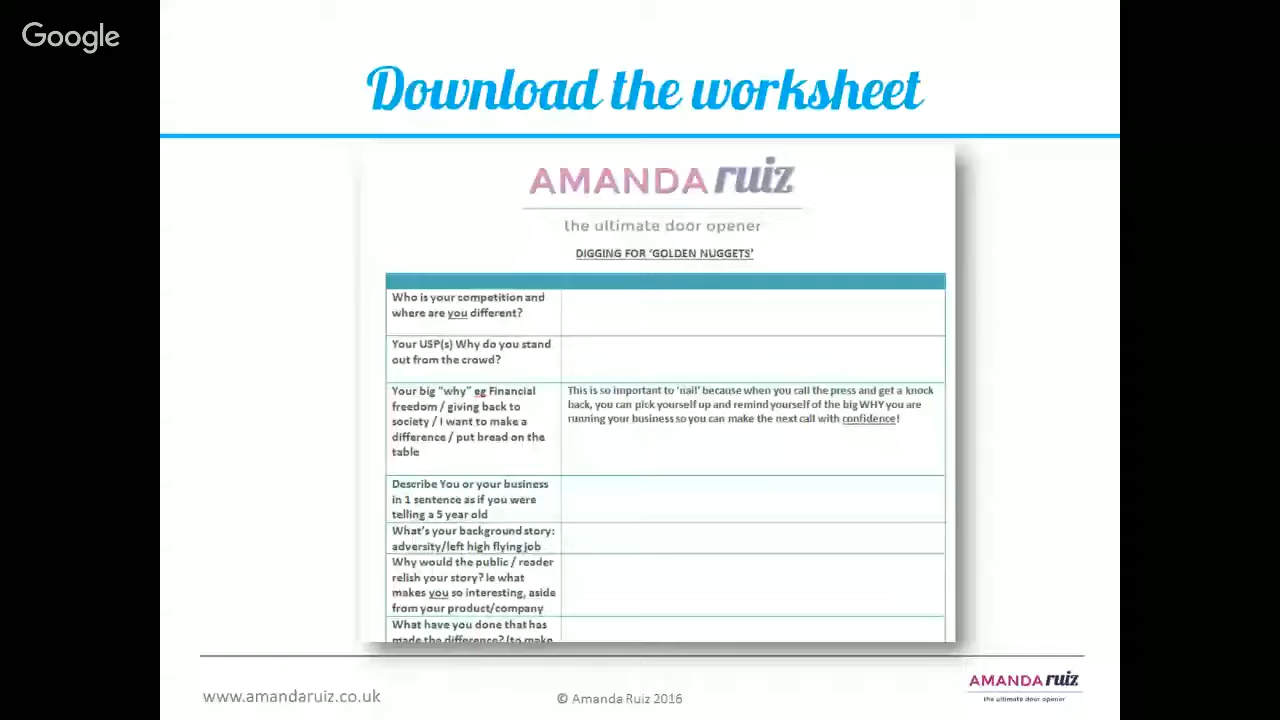 Google
Download the worksheet
AMANDA ruiz
the ultimate door opener
DIGGING FOR ‘GOLDEN NUGGETS’
Who is your competition and
where are you different?
Your USP(s) Why do you stand
out from the crowd?
Your big “why” eg Financial
freedom / giving back to
society / I want to make a
difference / put bread on the
table
This is so important to ‘nail’ because when you call the press and get a knock
back, you can pick yourself up and remind yourself of the big WHY you are
running your business so you can make the next call with confidence!
Describe You or your business
in 1 sentence as if you were
telling a 5 year old
What’s your background story:
adversity/left high flying job
Why would the public / reader
relish your story? Ie what
makes you so interesting, aside
from your product/company
What have you done that has
made the difference? (to make
www.amandaruiz.co.uk
© Amanda Ruiz 2016
AMANDA ruiz
the ultimate door opener